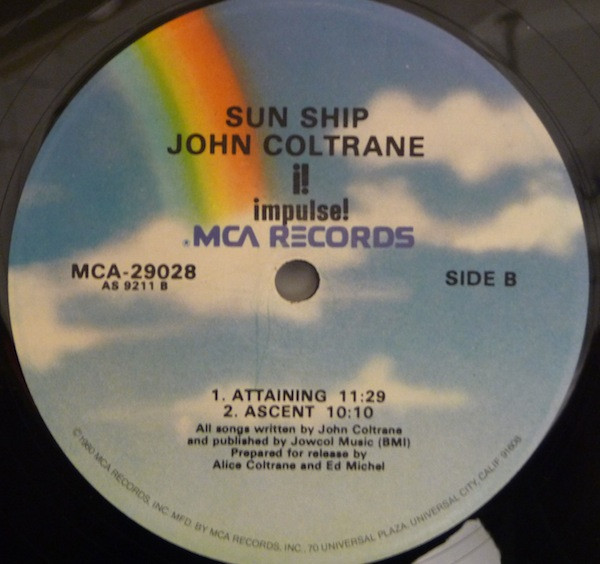 SUN SHIP
JOHN COLTRANE
i!
impulse!
MCA RECORDS
MCA-29028
AS 9211 B
SIDE B
1. ATTAINING 11:29
2. ASCENT 10:10
All songs written by John Coltrane
and published by Jowcol Music (BMI)
Prepared for release by
Alice Coltrane and Ed Michel
© 1980 MCA RECORDS, INC. MFD. BY MCA RECORDS, INC., 70 UNIVERSAL PLAZA, UNIVERSAL CITY, CALIF. 91608